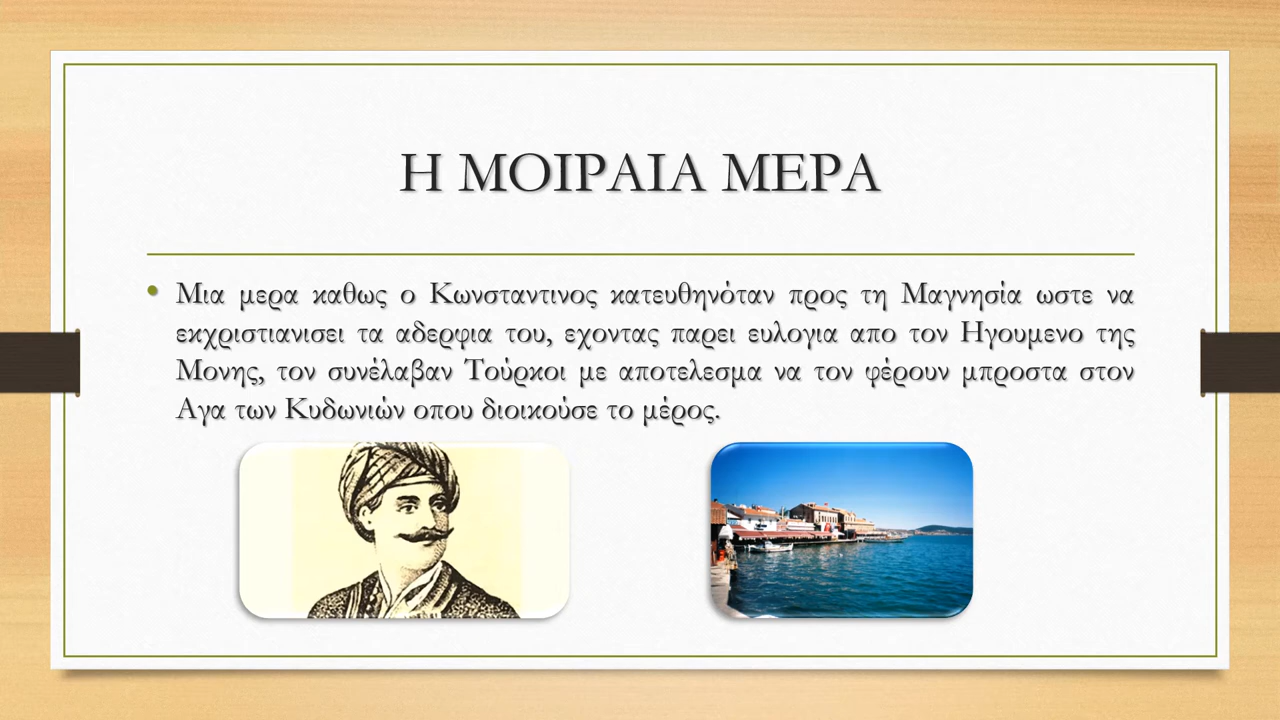 Η ΜΟΙΡΑΙΑ ΜΕΡΑ
• Μια μερα καθως ο Κωνσταντινος κατευθηνόταν προς τη Μαγνησία ωστε να
εκχριστιανισει τα αδερφια του, εχοντας παρει ευλογια απο τον Ηγουμενο της
Μονης, τον συνέλαβαν Τούρκοι με αποτελεσμα να τον φέρουν μπροστα στον
Αγα των Κυδωνιών οπου διοικούσε το μέρος.